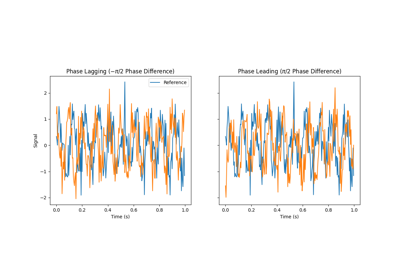 Phase Lagging (−π/2 Phase Difference)
Phase Leading (π/2 Phase Difference)
Reference
Signal
2
1
0
−1
−2
0.0 0.2 0.4 0.6 0.8 1.0
Time (s)
0.0 0.2 0.4 0.6 0.8 1.0
Time (s)